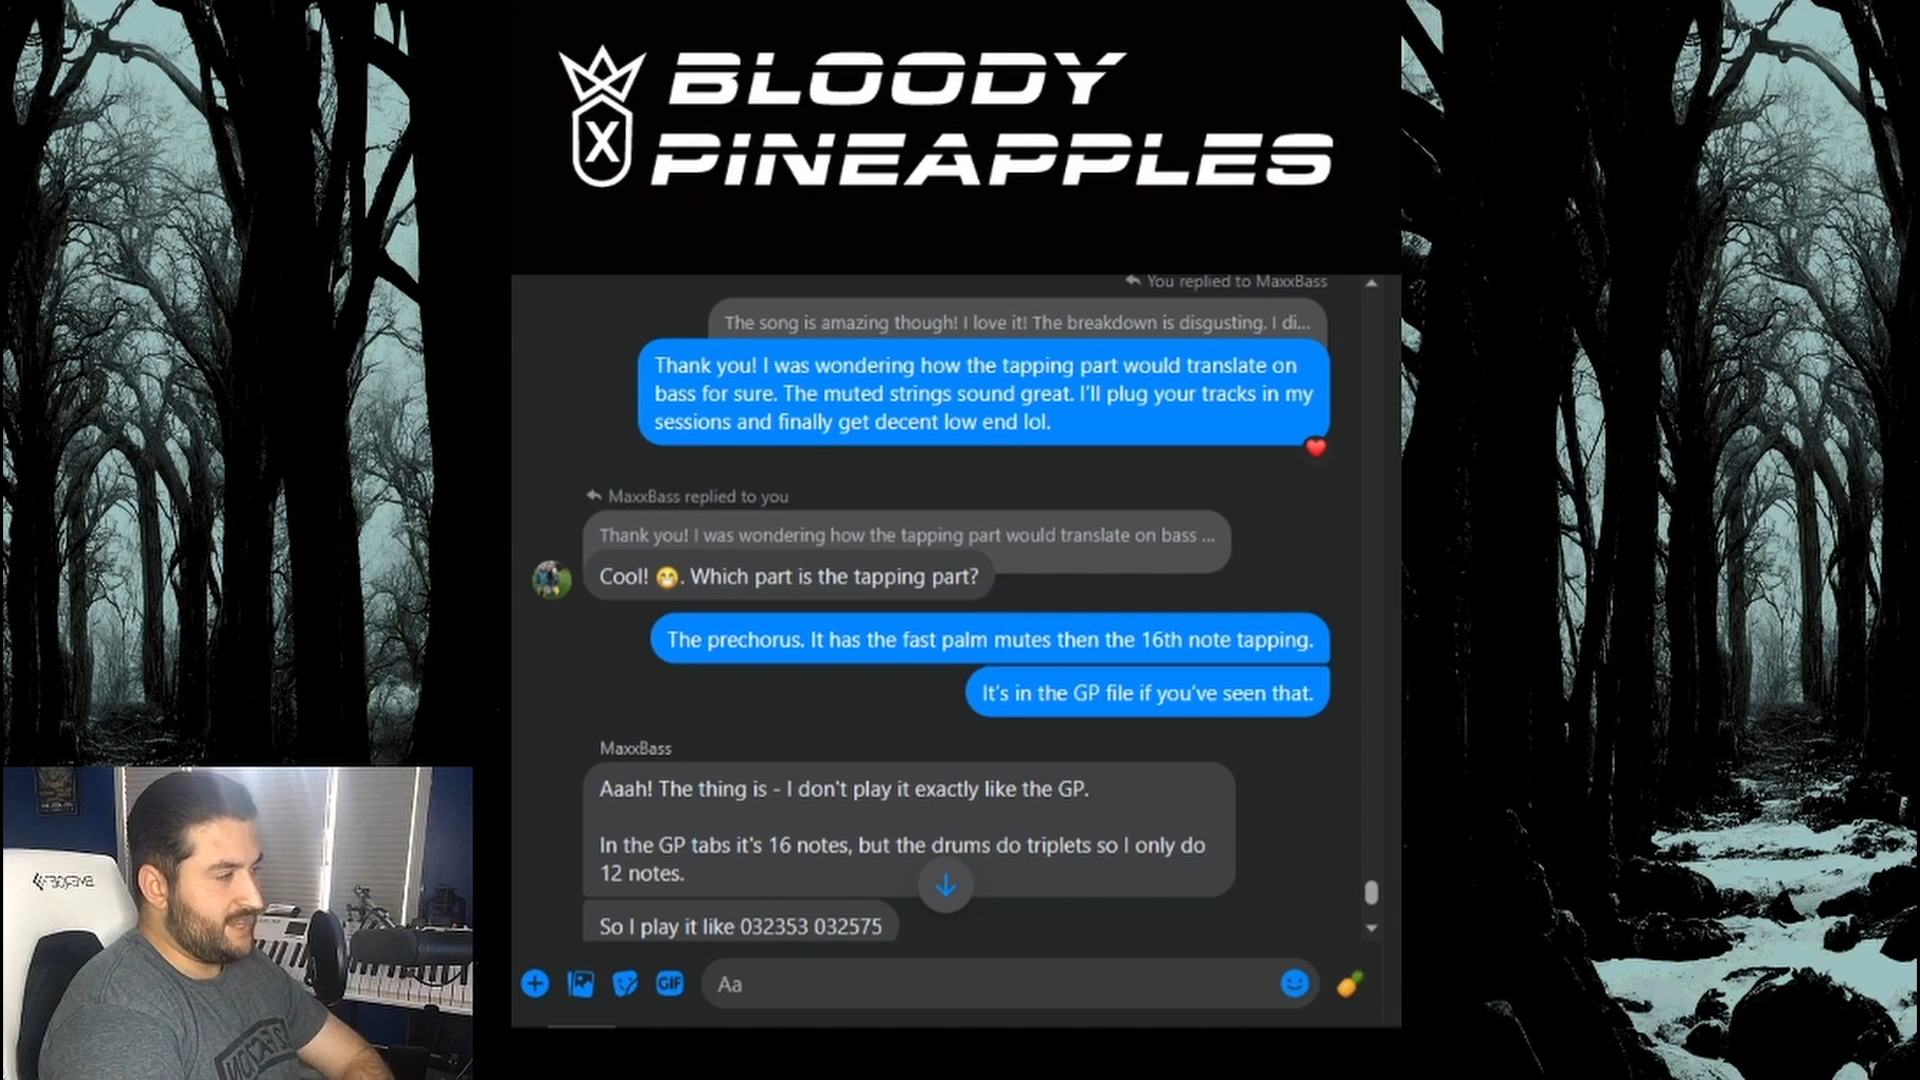 BLOODY
PINEAPPLES
X
You replied to MaxxBass
The song is amazing though! I love it! The breakdown is disgusting. I di...
Thank you! I was wondering how the tapping part would translate on
bass for sure. The muted strings sound great. I'll plug your tracks in my
sessions and finally get decent low end lol.
MaxxBass replied to you
Thank you! I was wondering how the tapping part would translate on bass ...
Cool! 😁. Which part is the tapping part?
The prechorus. It has the fast palm mutes then the 16th note tapping.
It's in the GP file if you've seen that.
MaxxBass
Aaah! The thing is - I don't play it exactly like the GP.
In the GP tabs it's 16 notes, but the drums do triplets so I only do
12 notes.
So I play it like 032353 032575
GIF
Aa